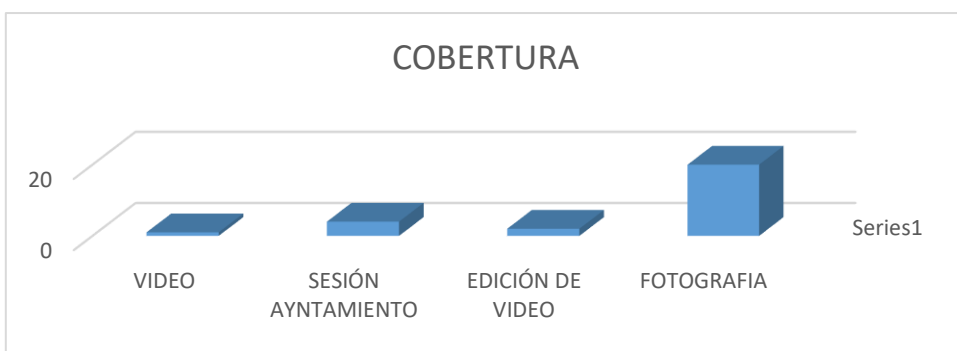 COBERTURA
20
0
Series1
VIDEO
SESIÓN
AYNTAMIENTO
EDICIÓN DE
VIDEO
FOTOGRAFIA